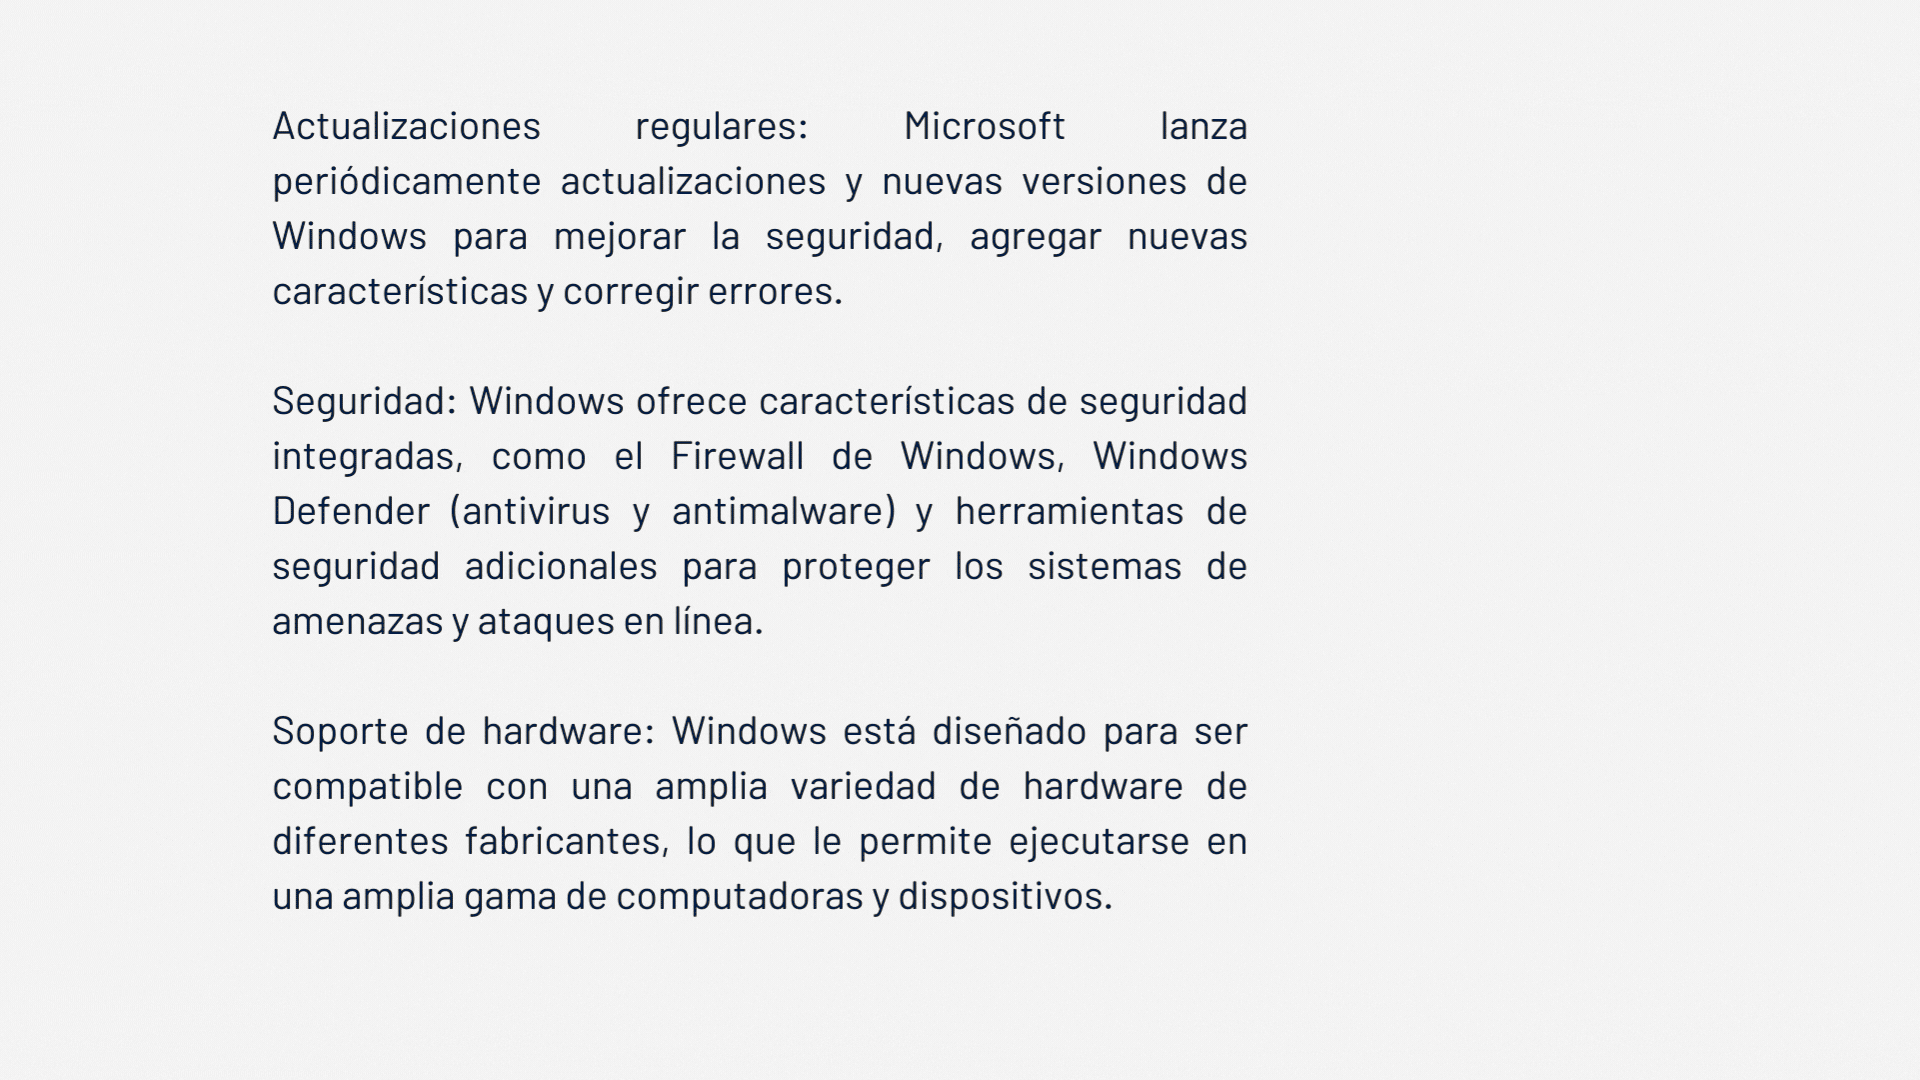 Actualizaciones regulares: Microsoft lanza
periódicamente actualizaciones y nuevas versiones de
Windows para mejorar la seguridad, agregar nuevas
características y corregir errores.
Seguridad: Windows ofrece características de seguridad
integradas, como el Firewall de Windows, Windows
Defender (antivirus y antimalware) y herramientas de
seguridad adicionales para proteger los sistemas de
amenazas y ataques en línea.
Soporte de hardware: Windows está diseñado para ser
compatible con una amplia variedad de hardware de
diferentes fabricantes, lo que le permite ejecutarse en
una amplia gama de computadoras y dispositivos.